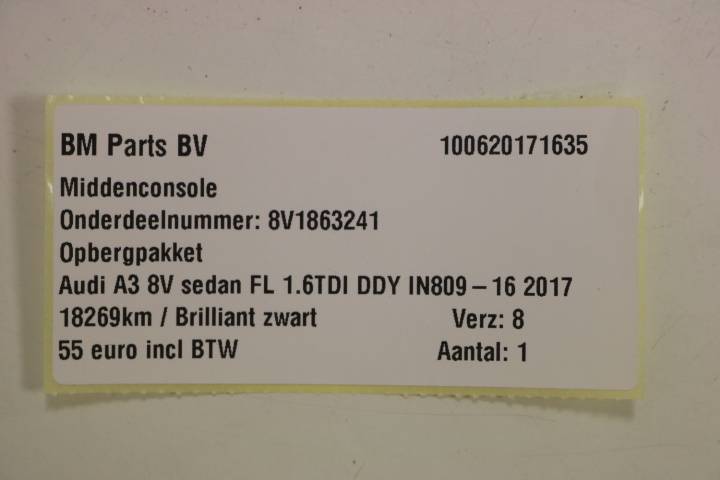 BM Parts BV 100620171635
Middenconsole
Onderdeelnummer: 8V1863241
Opbergpakket
Audi A3 8V sedan FL 1.6TDI DDY IN809 – 16 2017
18269km / Brilliant zwart Verz: 8
55 euro incl BTW Aantal: 1